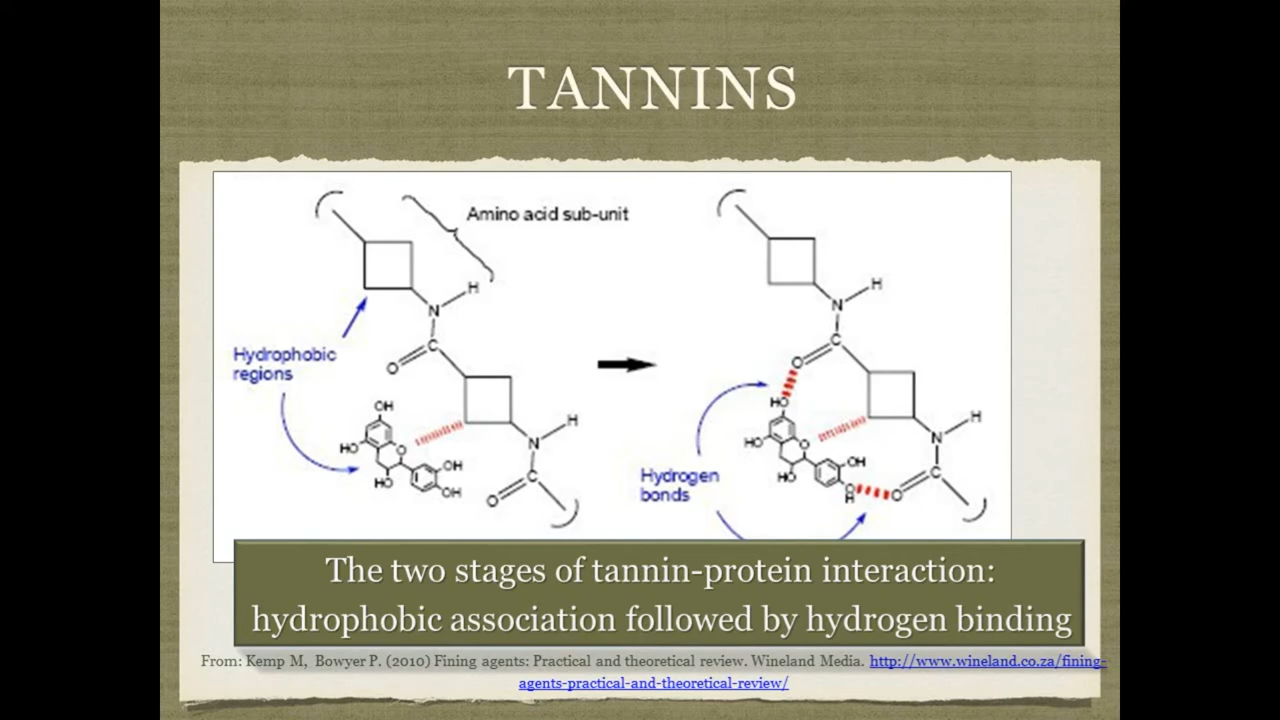 TANNINS
Amino acid sub-unit
H
N
C
O
Hydrophobic
regions
OH
HO
O
OH
HO
OH
N
H
C
O
H
N
C
O
HO
HO
O
OH
HO
O
H
N
H
C
O
Hydrogen
bonds
The two stages of tannin-protein interaction:
hydrophobic association followed by hydrogen binding
From: Kemp M, Bowyer P. (2010) Fining agents: Practical and theoretical review. Wineland Media. http://www.wineland.co.za/fining-
agents-practical-and-theoretical-review/